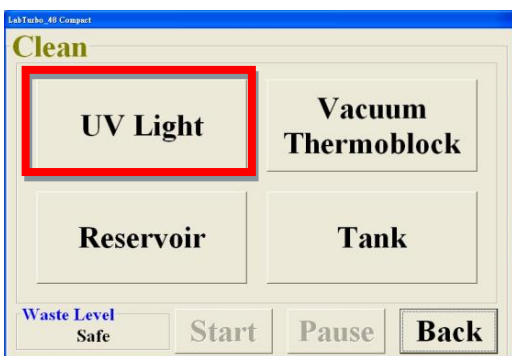 LabTurbo_48 Compact
Clean
UV Light
Vacuum
Thermoblock
Reservoir
Tank
Waste Level
Safe
Start
Pause
Back